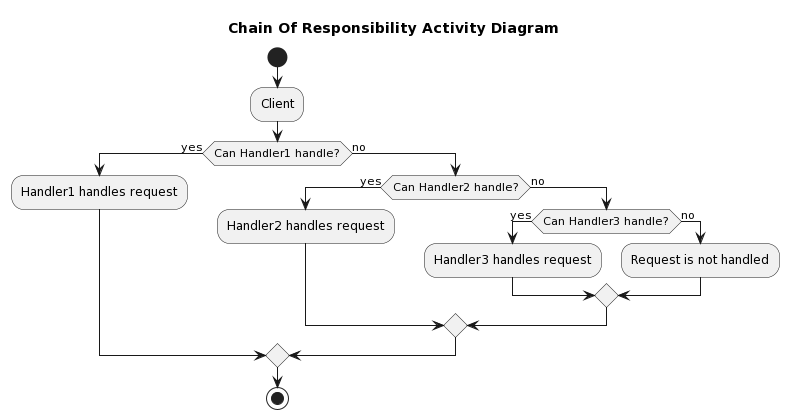 Chain Of Responsibility Activity Diagram
Client
yes
Can Handler1 handle?
no
Handler1 handles request
yes
Can Handler2 handle?
no
Handler2 handles request
yes
Can Handler3 handle?
no
Handler3 handles request
Request is not handled